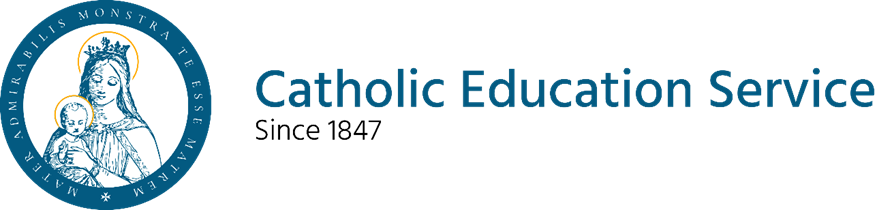 MATER ADMIRABILIS MONSTRA TE ESSE MATREM
Catholic Education Service
Since 1847